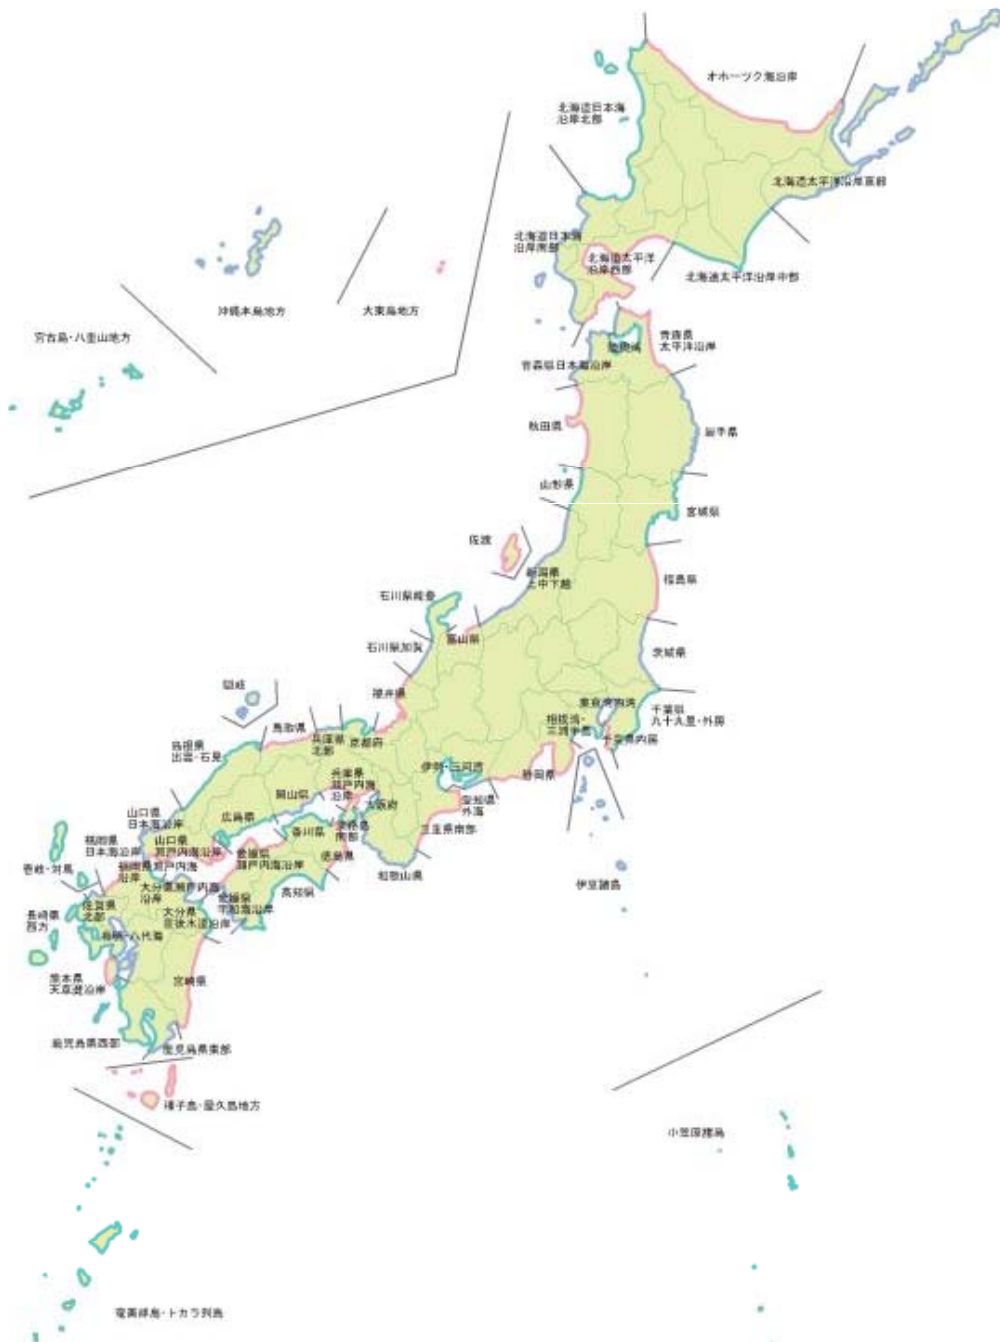 オホーツク海沿岸
北海道日本海
沿岸北部
北海道太平洋沿岸東部
北海道日本海
沿岸南部
北海道太平洋
沿岸西部
北海道太平洋沿岸中部
沖縄本島地方
大東島地方
宮古島・八重山地方
青森県
太平洋沿岸
陸奥湾
青森県日本海沿岸
秋田県
岩手県
山形県
宮城県
佐渡
新潟県
上中下越
福島県
石川県能登
富山県
石川県加賀
茨城県
隠岐
福井県
千葉県
九十九里・外房
東京湾内湾
相模湾・
三浦半島
千葉県内房
鳥取県
兵庫県
北部
京都府
島根県
出雲・石見
伊勢・三河湾
静岡県
兵庫県
瀬戸内海
沿岸
岡山県
大阪府
愛知県
外海
山口県
日本海沿岸
広島県
淡路島
南部
香川県
三重県南部
福岡県
日本海沿岸
山口県
瀬戸内海沿岸
愛媛県
瀬戸内海沿岸
徳島県
壱岐・対馬
福岡県瀬戸内海
沿岸
和歌山県
大分県瀬戸内海
沿岸
高知県
伊豆諸島
佐賀県
北部
愛媛県
宇和海沿岸
長崎県
西方
大分県
豊後水道沿岸
有明・八代海
熊本県
天草灘沿岸
宮崎県
鹿児島県西部
鹿児島県東部
種子島・屋久島地方
小笠原諸島
奄美群島・トカラ列島